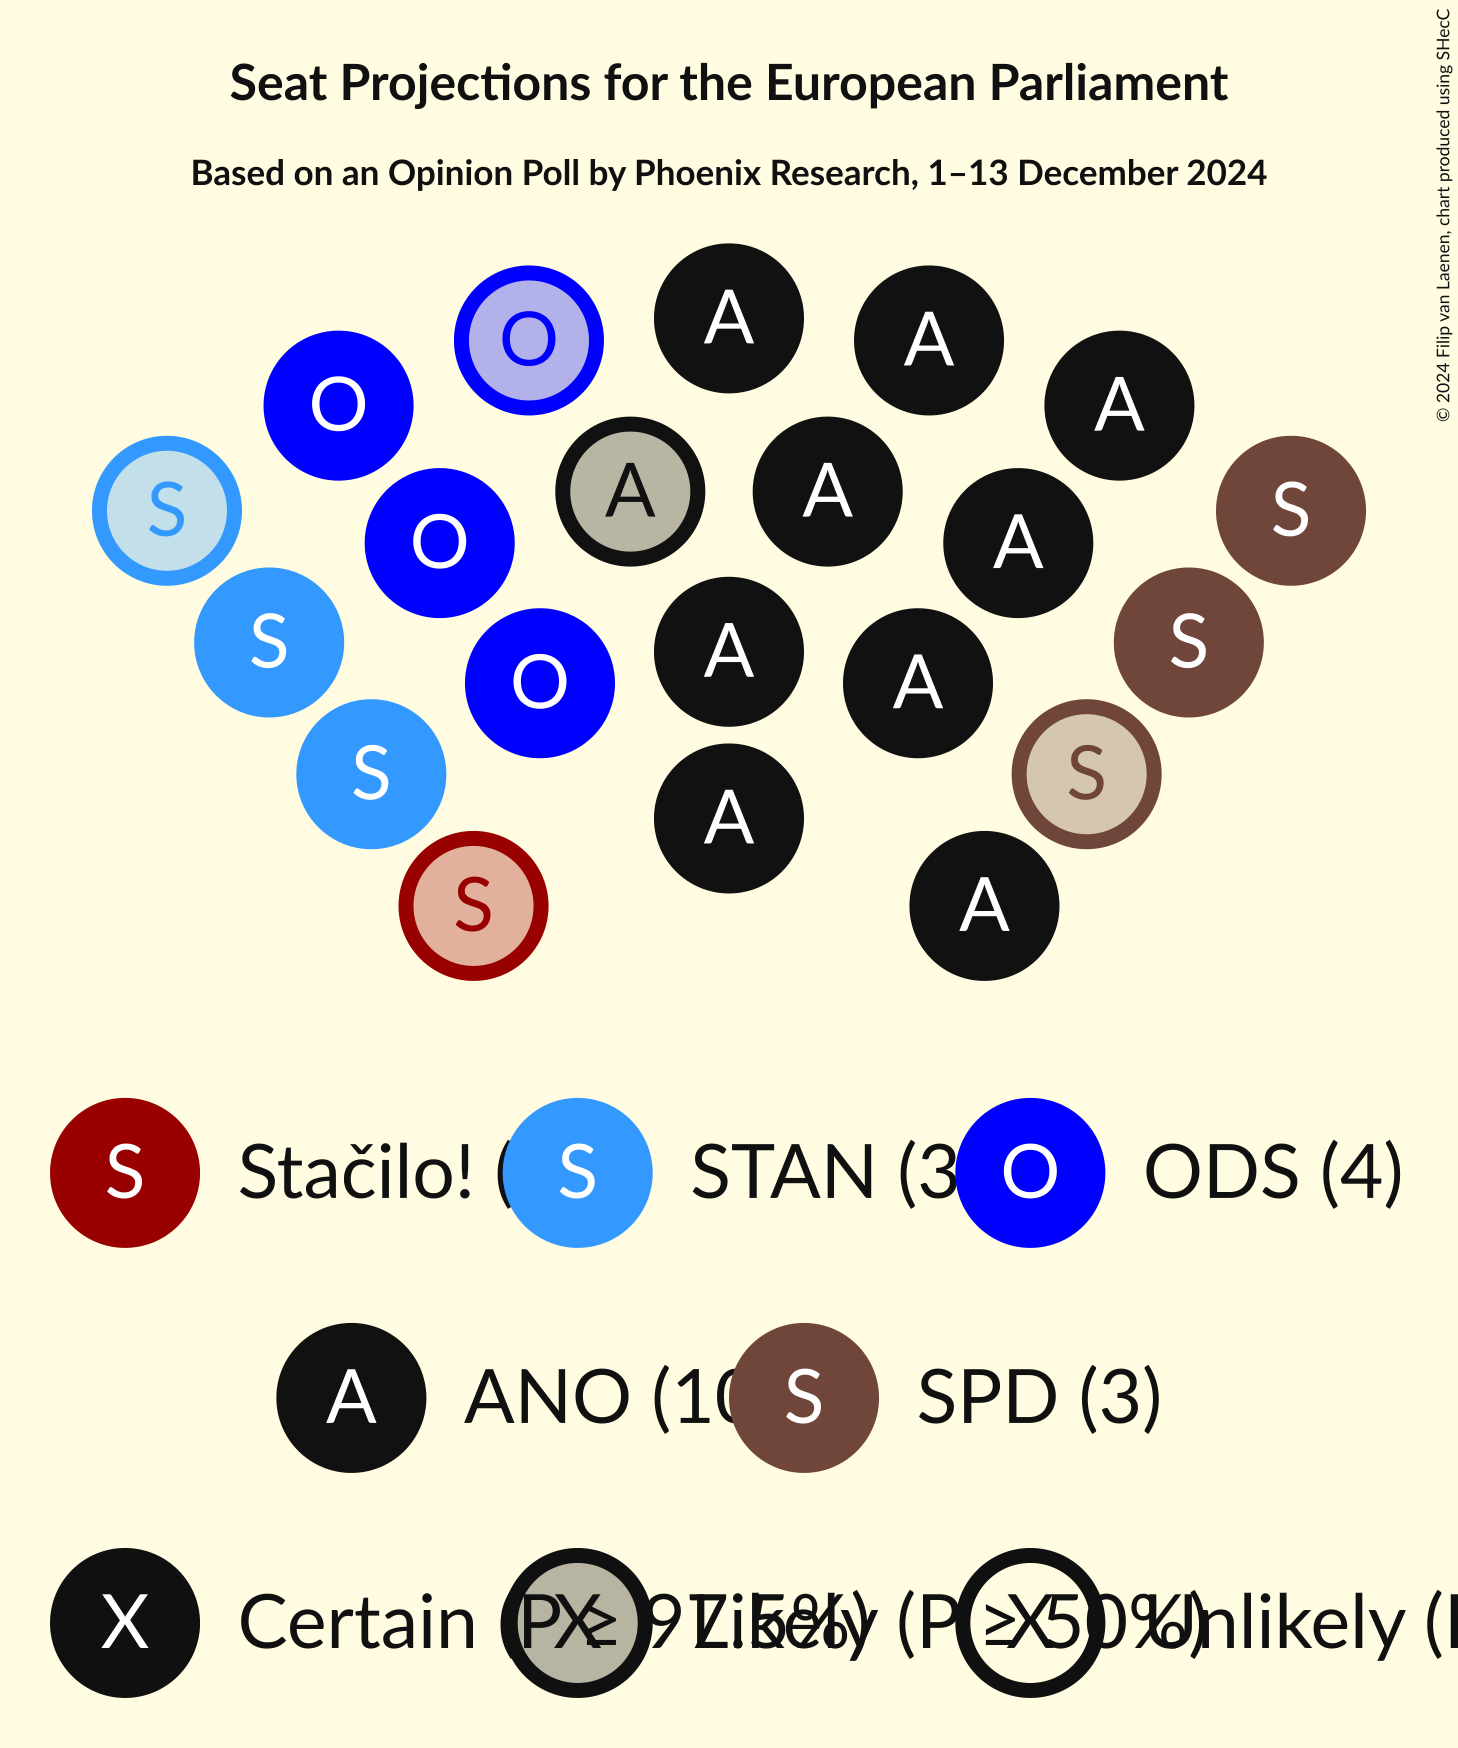 Seat Projections for the European Parliament
Based on an Opinion Poll by Phoenix Research, 1–13 December 2024
© 2024 Filip van Laenen, chart produced using SHecC
O A A
O A
S A A S
O A
S A S
O A
S S
A
S A
S Stačilo! ( S STAN (3 O ODS (4)
A ANO (10 S SPD (3)
X Certain (P ≥ 97.5%) X Likely (P ≥ 50%) X Unlikely (